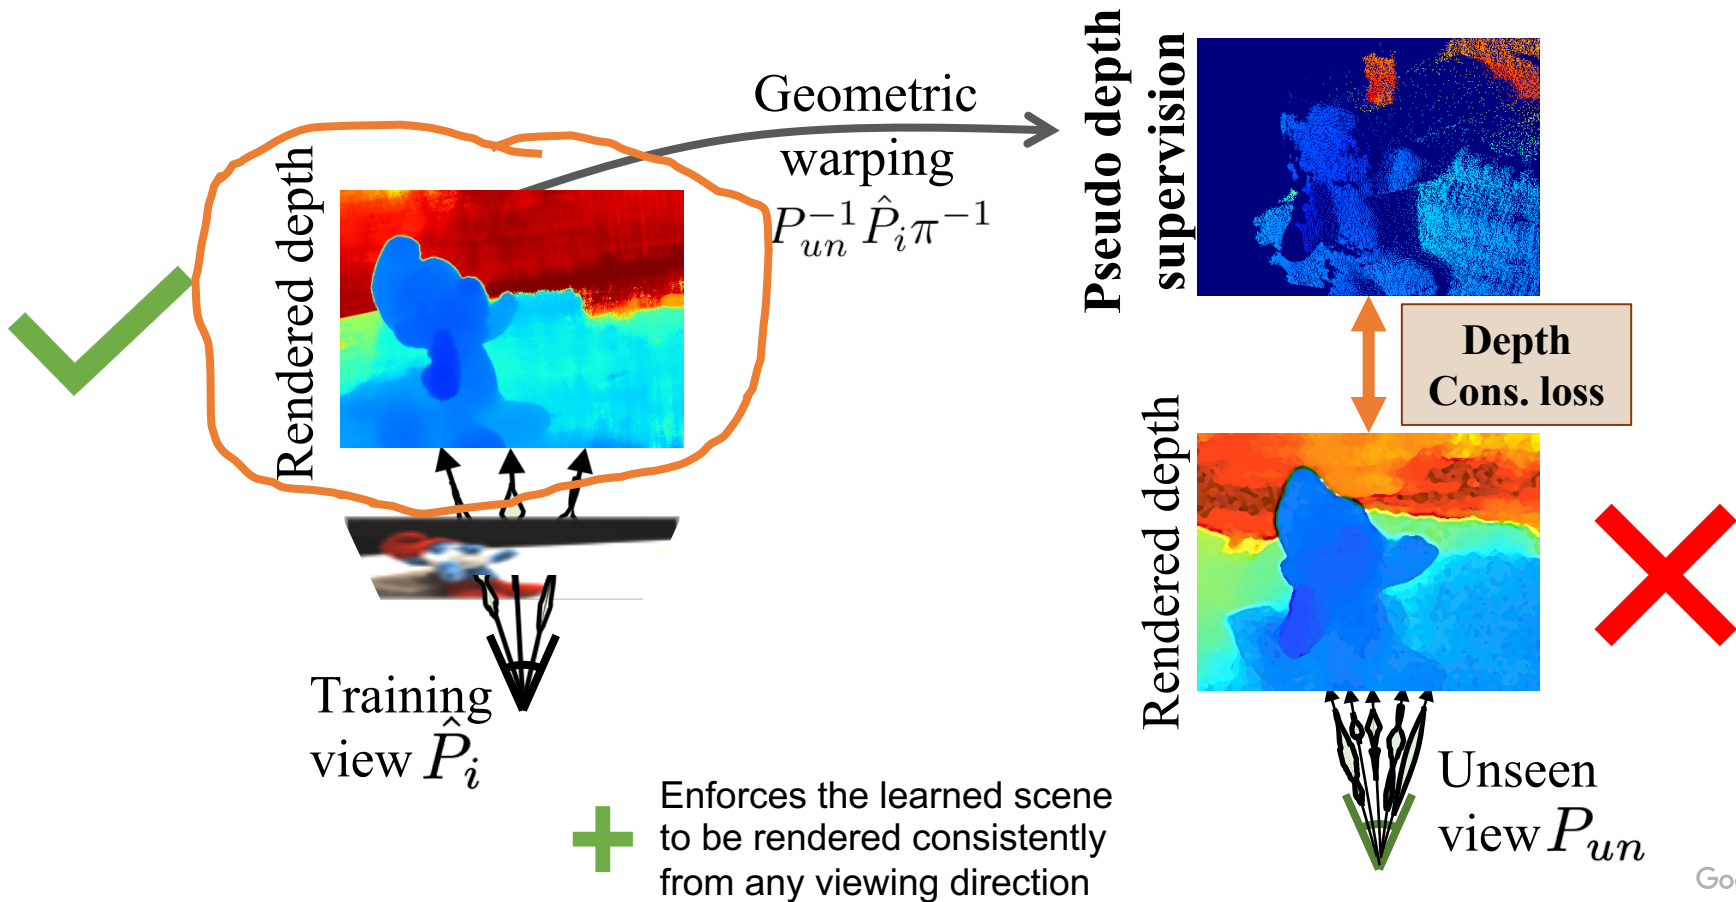 Rendered depth
Geometric
warping
$P_{un}^{-1} \hat{P}_i \pi^{-1}$
Pseudo depth
supervision
Depth
Cons. loss
Rendered depth
Training
view $\hat{P}_i$
Unseen
view $P_{un}$
Enforces the learned scene
to be rendered consistently
from any viewing direction